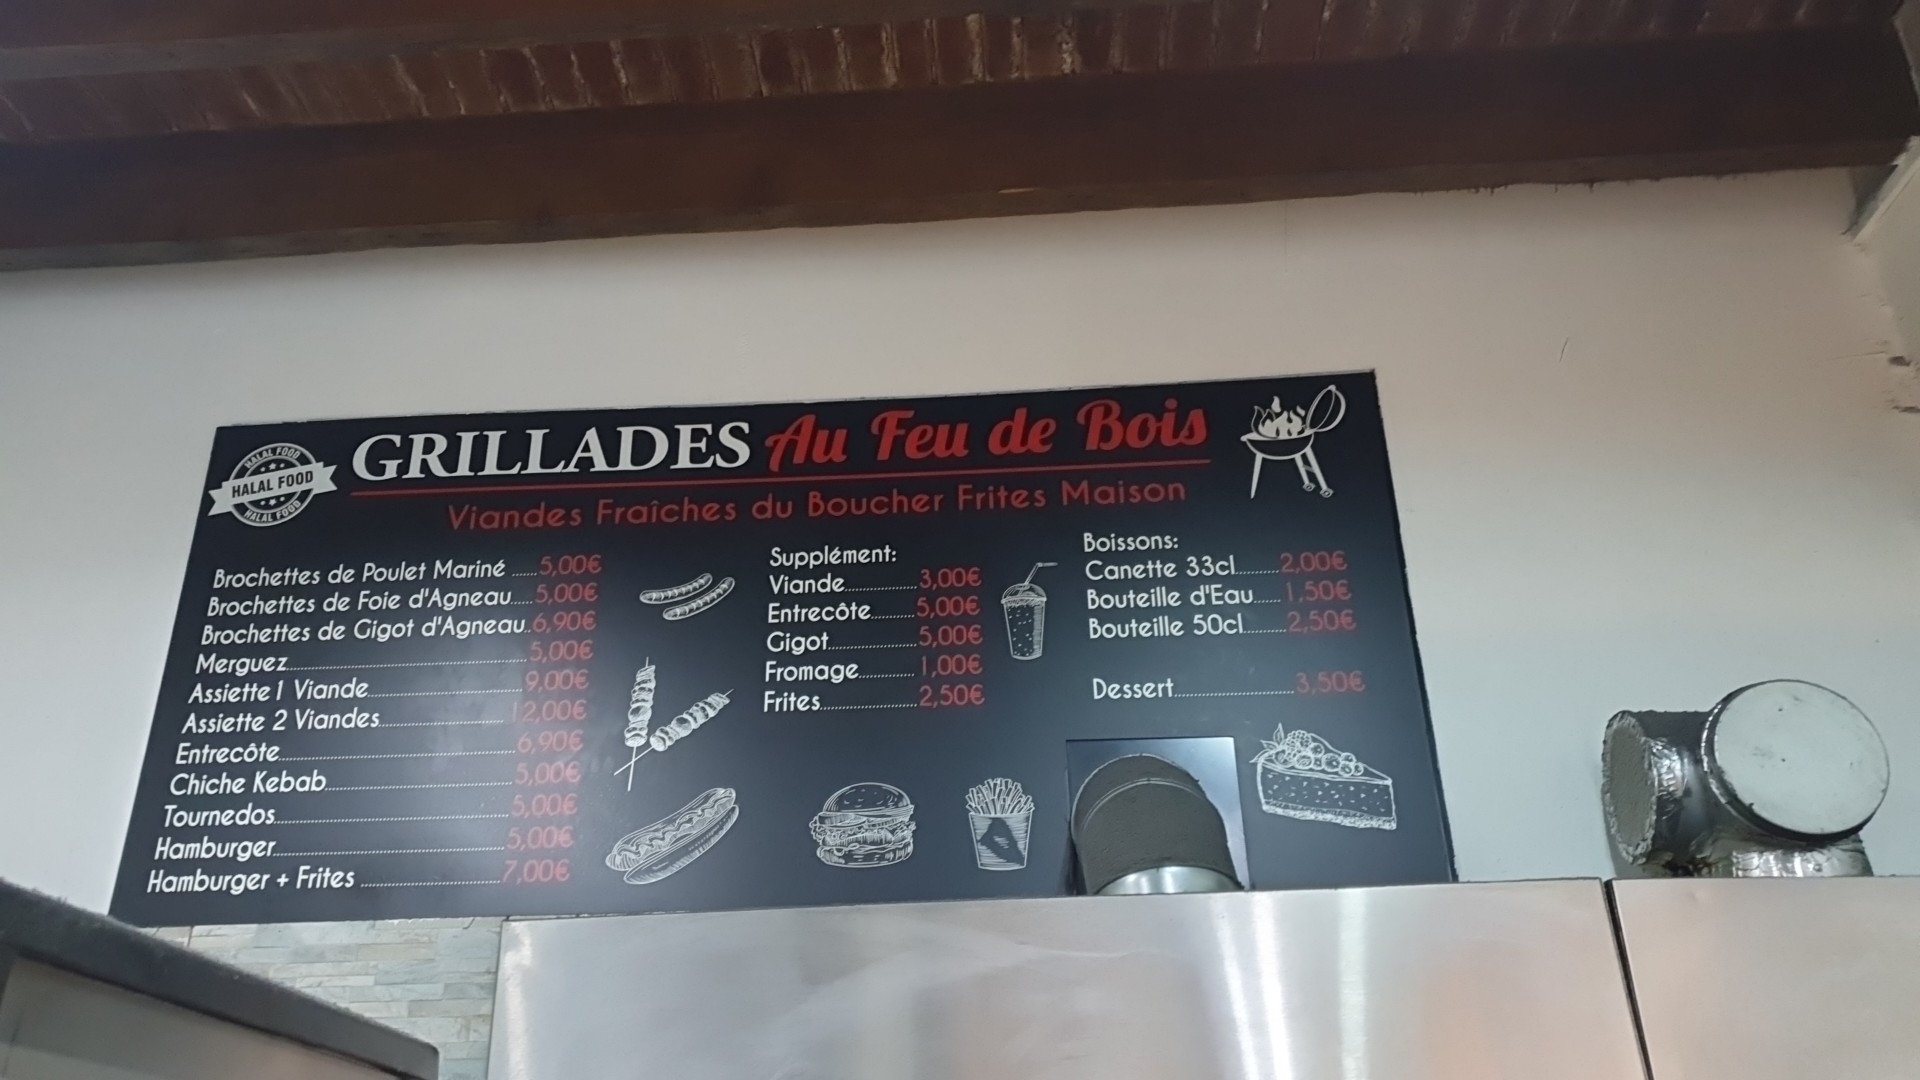 HALAL FOOD
HALAL FOOD
HALAL FOOD
GRILLADES Au Feu de Bois
Viandes Fraîches du Boucher Frites Maison
Brochettes de Poulet Mariné ......5,00€
Brochettes de Foie d'Agneau.....5,00€
Brochettes de Gigot d'Agneau..6,90€
Merguez..........5,00€
Assiette 1 Viande..........9,00€
Assiette 2 Viandes..........12,00€
Entrecôte..........6,90€
Chiche Kebab..........5,00€
Tournedos..........5,00€
Hamburger..........5,00€
Hamburger + Frites ..........7,00€
Supplément:
Viande..........3,00€
Entrecôte..........5,00€
Gigot..........5,00€
Fromage..........1,00€
Frites..........2,50€
Boissons:
Canette 33cl..........2,00€
Bouteille d'Eau......1,50€
Bouteille 50cl..........2,50€
Dessert..........3,50€